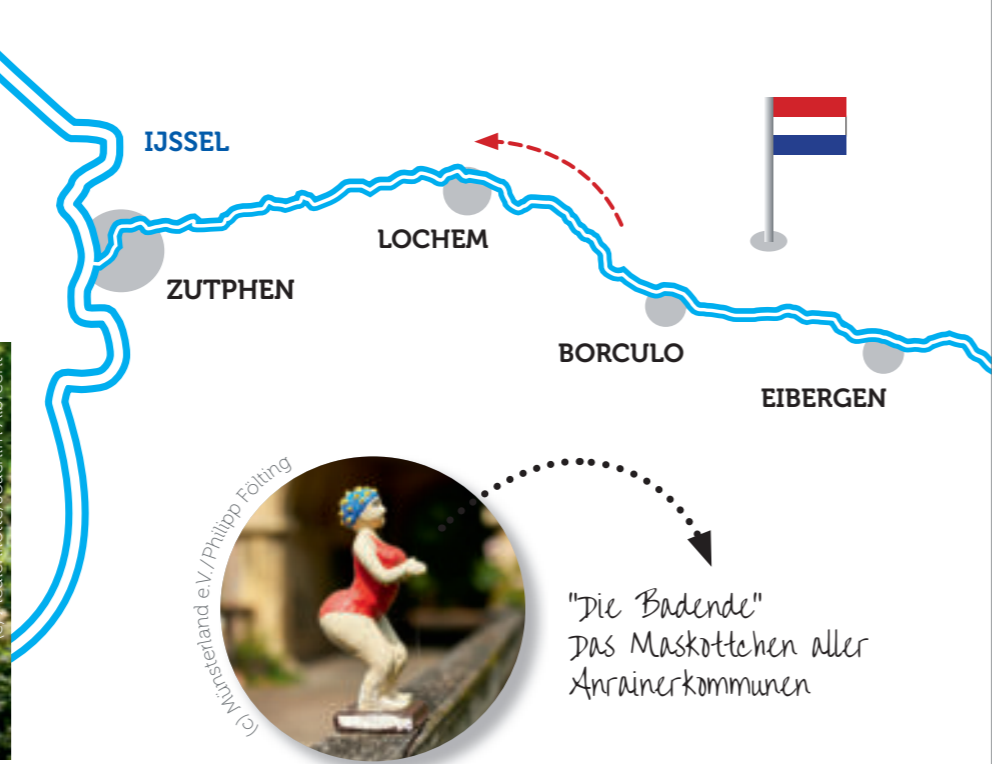 IJSSEL
LOCHEM
ZUTPHEN
BORCULO
EIBERGEN
(c) Münsterland e.V./Philipp Fölting
"Die Badende"
Das Maskottchen aller
Anrainerkommunen